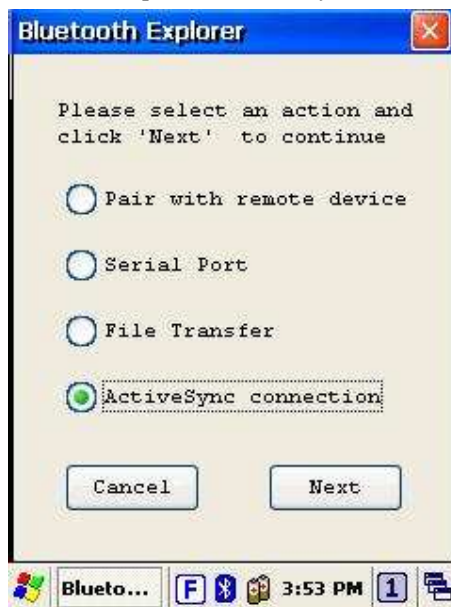 Bluetooth Explorer
Please select an action and
click 'Next' to continue
Pair with remote device
Serial Port
File Transfer
ActiveSync connection
Cancel Next
Blueto... F 3:53 PM 1